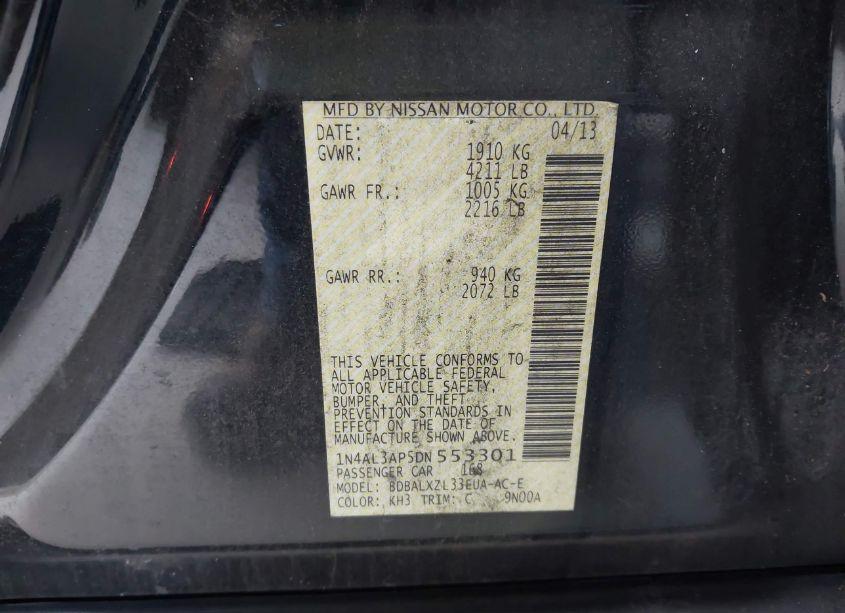 MFD BY NISSAN MOTOR CO., LTD.
DATE: 04/13
GVWR: 1910 KG
4211 LB
GAWR FR.: 1005 KG
2216 LB
GAWR RR.: 940 KG
2072 LB
THIS VEHICLE CONFORMS TO
ALL APPLICABLE FEDERAL
MOTOR VEHICLE SAFETY,
BUMPER, AND THEFT
PREVENTION STANDARDS IN
EFFECT ON THE DATE OF
MANUFACTURE SHOWN ABOVE.
1N4AL3AP5DN553301
PASSENGER CAR 168
MODEL: BDBALXZL33EUA-AC-E
COLOR: KH3 TRIM: C 9N00A